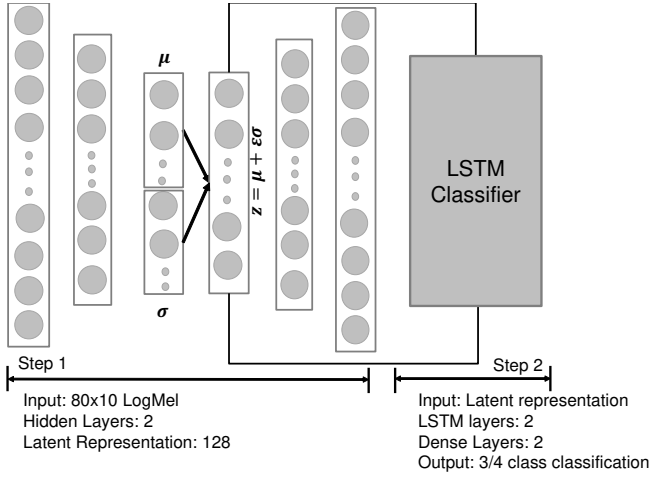 μ
σ
z = μ + εσ
LSTM
Classifier
Step 1
Input: 80x10 LogMel
Hidden Layers: 2
Latent Representation: 128
Step 2
Input: Latent representation
LSTM layers: 2
Dense Layers: 2
Output: 3/4 class classification